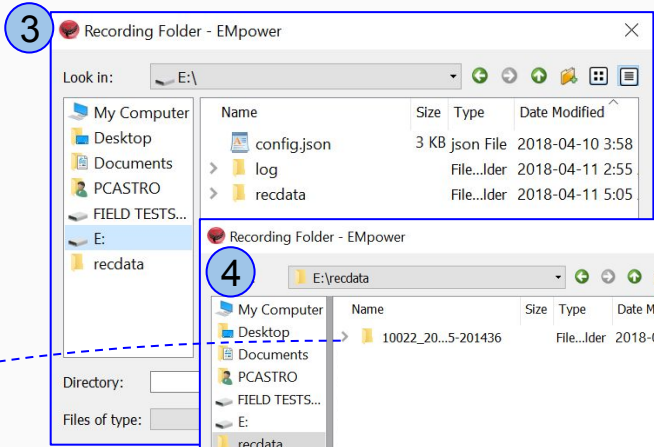 3
Recording Folder - EMpower
Look in: E:\
My Computer
Desktop
Documents
PCASTRO
FIELD TESTS...
E:
recdata
Name Size Type Date Modified
config.json 3 KB json File 2018-04-10 3:58
log File...lder 2018-04-11 2:55
recdata File...lder 2018-04-11 5:05
Directory:
Files of type:
Recording Folder - EMpower
4
E:\recdata
My Computer
Desktop
Documents
PCASTRO
FIELD TESTS...
E:
recdata
Name Size Type Date M
10022_20...5-201436 File...lder 2018-0